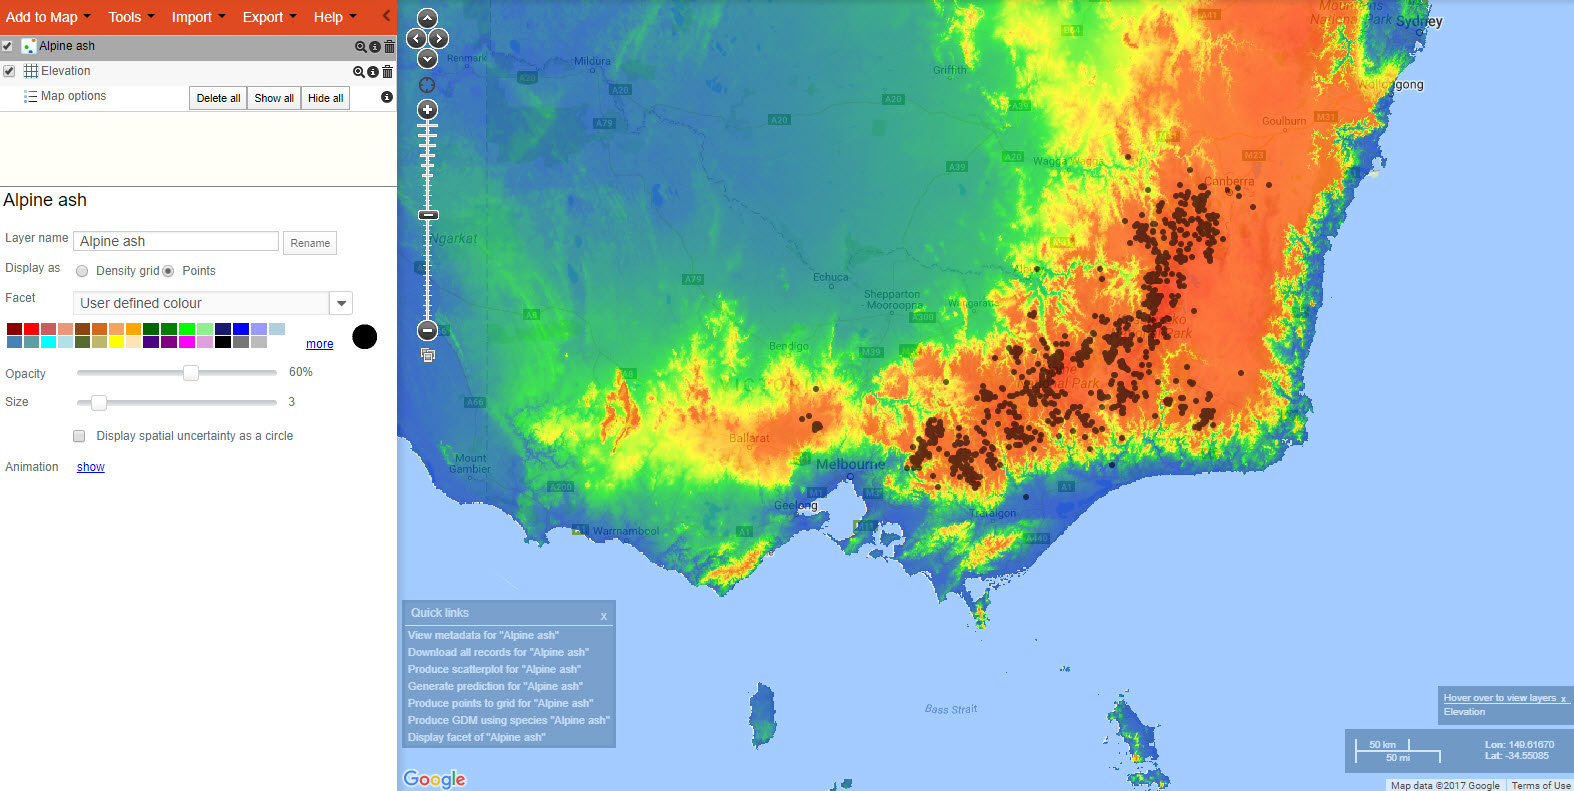 Add to Map Tools Import Export Help
Alpine ash
Elevation
Map options Delete all Show all Hide all
Alpine ash
Layer name Alpine ash Rename
Display as Density grid Points
Facet User defined colour
more
Opacity 60%
Size 3
Display spatial uncertainty as a circle
Animation show
National Park
Sydney
A41
B64
Renmark
Mildura
Griffith
A20
A20
A20
A79
A39
Wollongong
Goulburn
M31
A39
A20
Wagga Wagga
M23
Canberra
Ngarkat
A79
Echuca
Shepparton
- Mooroopna
Wangaratta
A300
A8
Bendigo
M39
A66
Ballarat
Melbourne
Mount
Gambier
A200
M1
Geelong
A1
Traralgon
Warrnambool
A1
A1
A440
Bass Strait
Quick links x
View metadata for "Alpine ash"
Download all records for "Alpine ash"
Produce scatterplot for "Alpine ash"
Generate prediction for "Alpine ash"
Produce points to grid for "Alpine ash"
Produce GDM using species "Alpine ash"
Display facet of "Alpine ash"
Hover over to view layers x
Elevation
50 km
50 mi
Lon: 149.61670
Lat: -34.55085
Google
Map data ©2017 Google Terms of Use